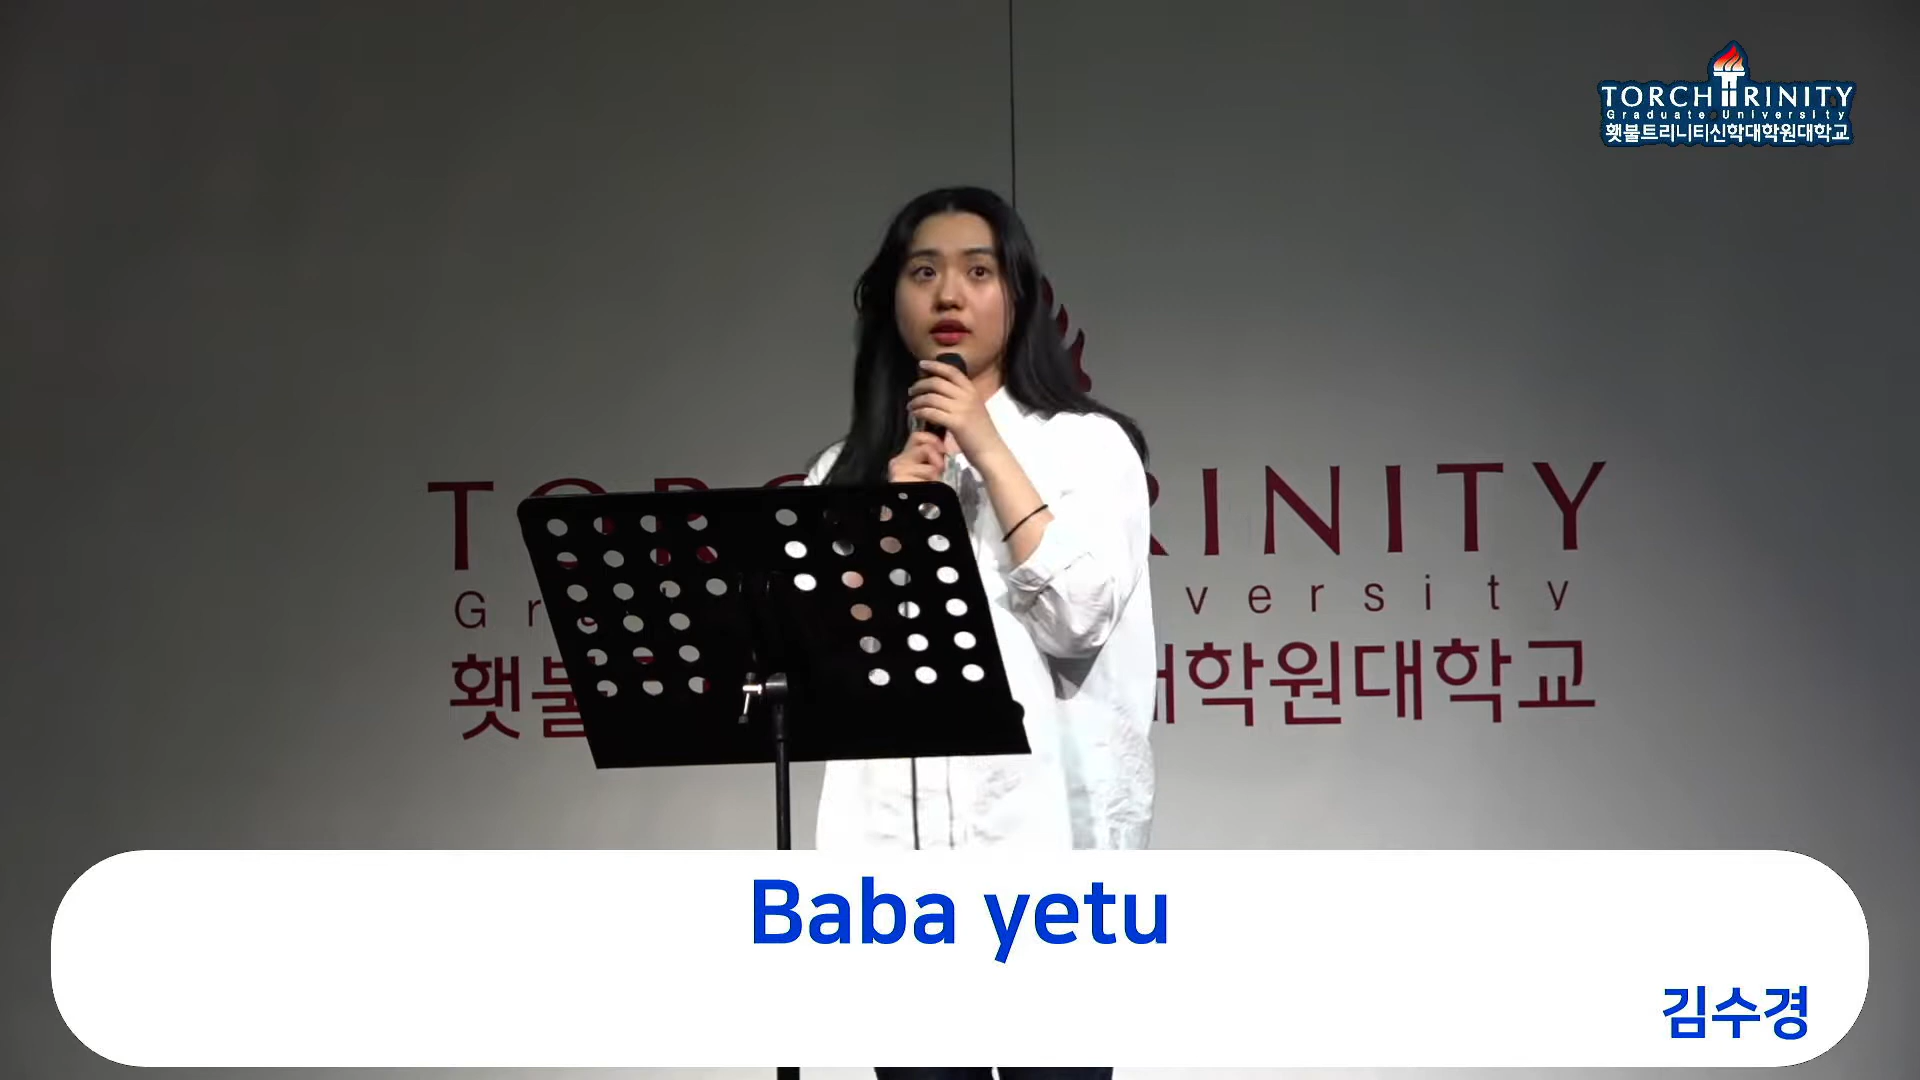 TORCH TRINITY
Graduate University
횃불트리니티신학대학원대학교
RINITY
versity
대학원대학교
Baba yetu
김수경